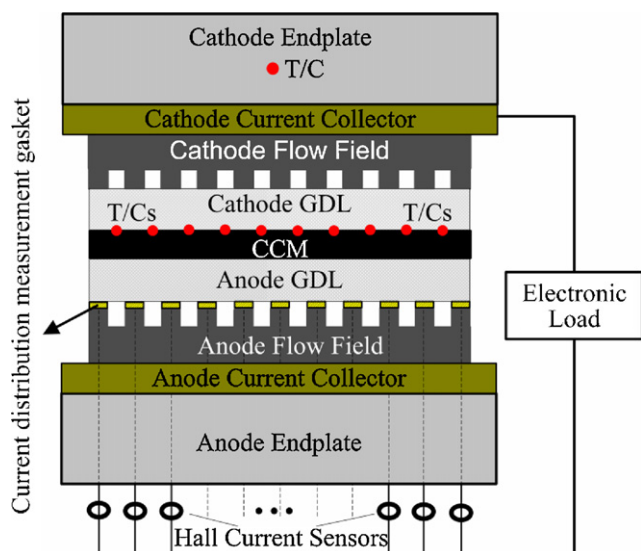 Cathode Endplate
T/C
Cathode Current Collector
Cathode Flow Field
Cathode GDL
T/Cs
T/Cs
CCM
Anode GDL
Anode Flow Field
Anode Current Collector
Anode Endplate
Hall Current Sensors
Electronic
Load
Current distribution measurement gasket